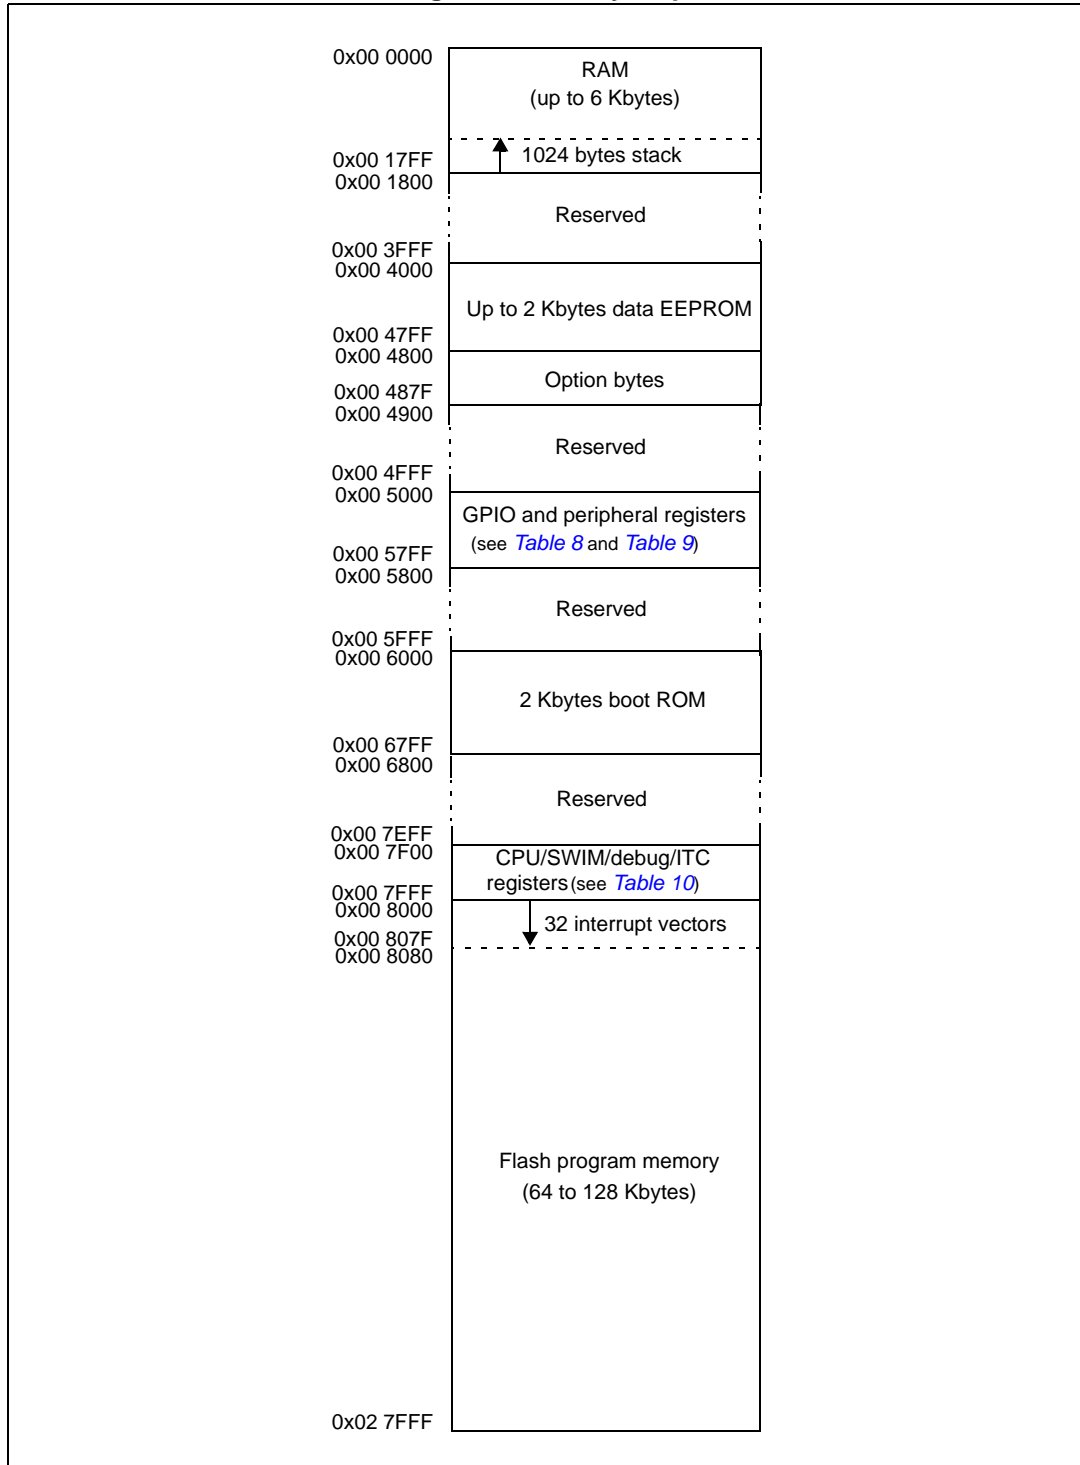 0x00 0000
RAM
(up to 6 Kbytes)
1024 bytes stack
0x00 17FF
0x00 1800
Reserved
0x00 3FFF
0x00 4000
Up to 2 Kbytes data EEPROM
0x00 47FF
0x00 4800
Option bytes
0x00 487F
0x00 4900
Reserved
0x00 4FFF
0x00 5000
GPIO and peripheral registers
(see Table 8 and Table 9)
0x00 57FF
0x00 5800
Reserved
0x00 5FFF
0x00 6000
2 Kbytes boot ROM
0x00 67FF
0x00 6800
Reserved
0x00 7EFF
0x00 7F00
CPU/SWIM/debug/ITC
registers (see Table 10)
0x00 7FFF
0x00 8000
32 interrupt vectors
0x00 807F
0x00 8080
Flash program memory
(64 to 128 Kbytes)
0x02 7FFF